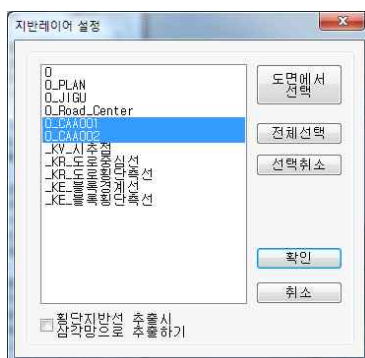 지반레이어 설정
0
0_PLAN
0_JIGU
0_Road_Center
0_CAA001
0_CAA002
_KV_시추점
_KR_도로중심선
_KR_도로횡단측선
_KE_블록경계선
_KE_블록횡단측선
도면에서
선택
전체선택
선택취소
확인
취소
횡단지반선 추출시
삼각망으로 추출하기